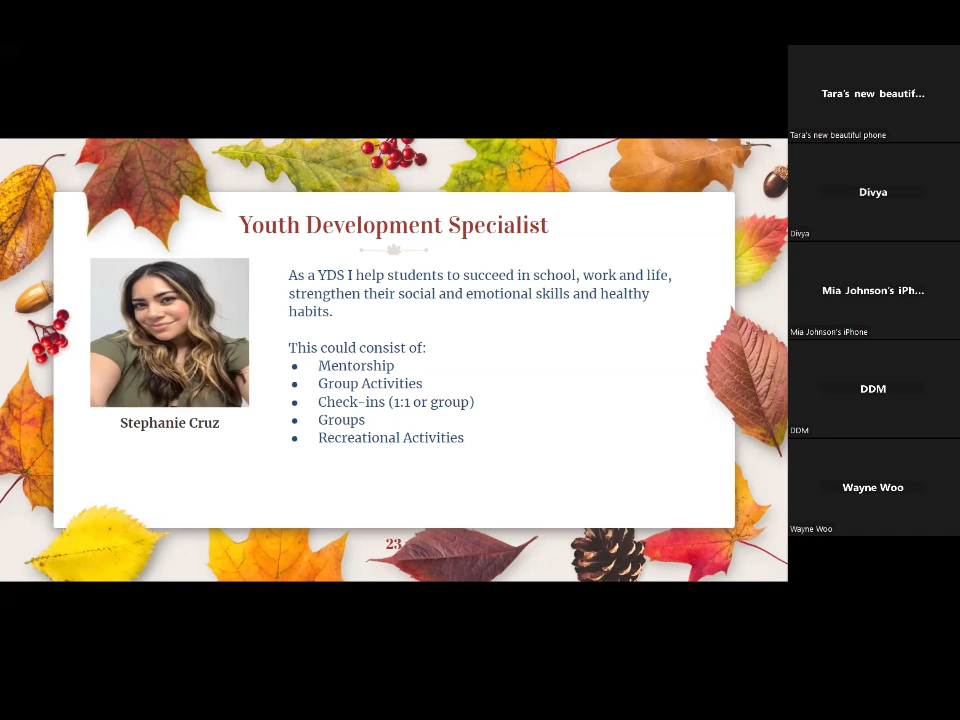 Youth Development Specialist
As a YDS I help students to succeed in school, work and life,
strengthen their social and emotional skills and healthy
habits.
This could consist of:
● Mentorship
● Group Activities
● Check-ins (1:1 or group)
● Groups
● Recreational Activities
Stephanie Cruz
23
Tara's new beautif...
Tara's new beautiful phone
Divya
Divya
Mia Johnson's iPh...
Mia Johnson's iPhone
DDM
DDM
Wayne Woo
Wayne Woo